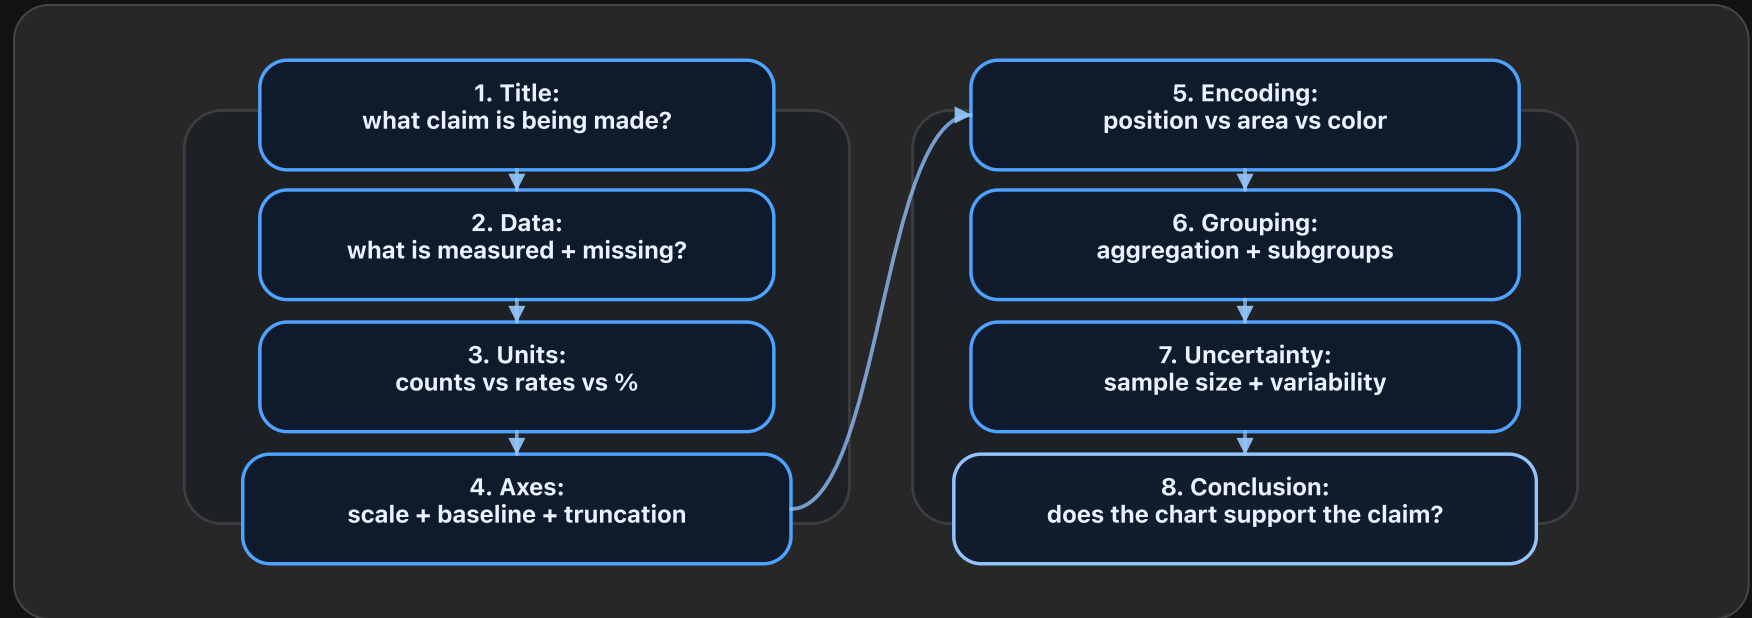 1. Title:
what claim is being made?
2. Data:
what is measured + missing?
3. Units:
counts vs rates vs %
4. Axes:
scale + baseline + truncation
5. Encoding:
position vs area vs color
6. Grouping:
aggregation + subgroups
7. Uncertainty:
sample size + variability
8. Conclusion:
does the chart support the claim?